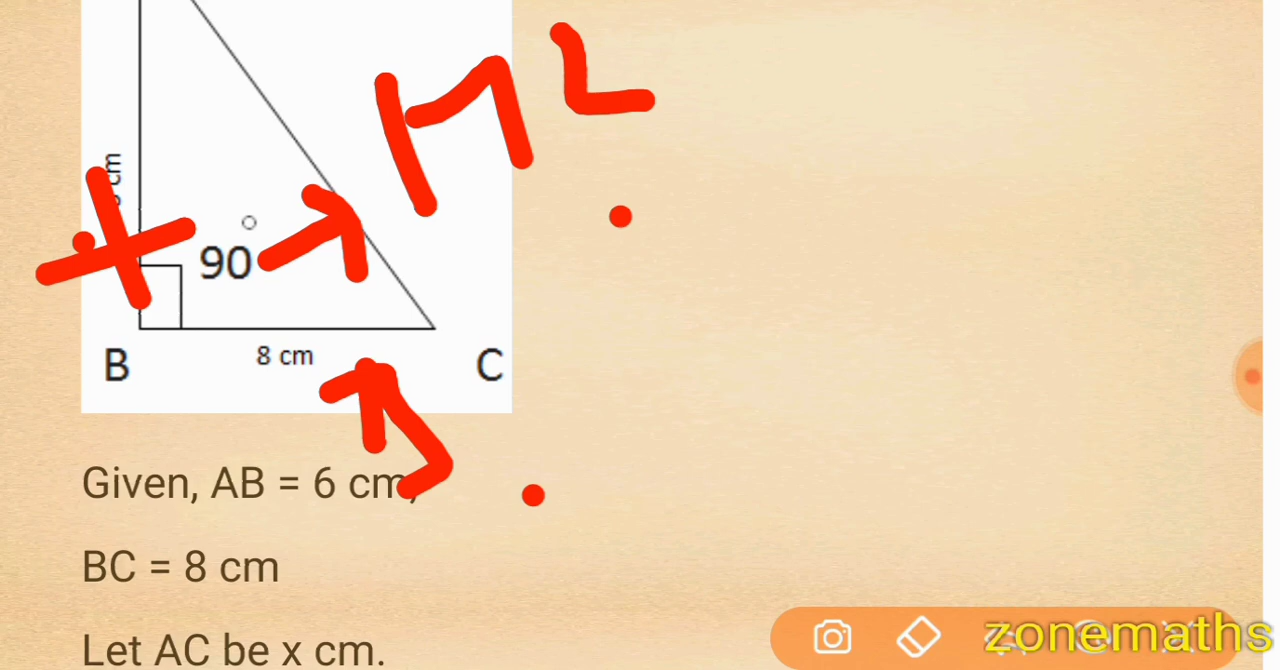 90°
B
8 cm
C
Given, AB = 6 cm,
BC = 8 cm
Let AC be x cm.
zonemaths